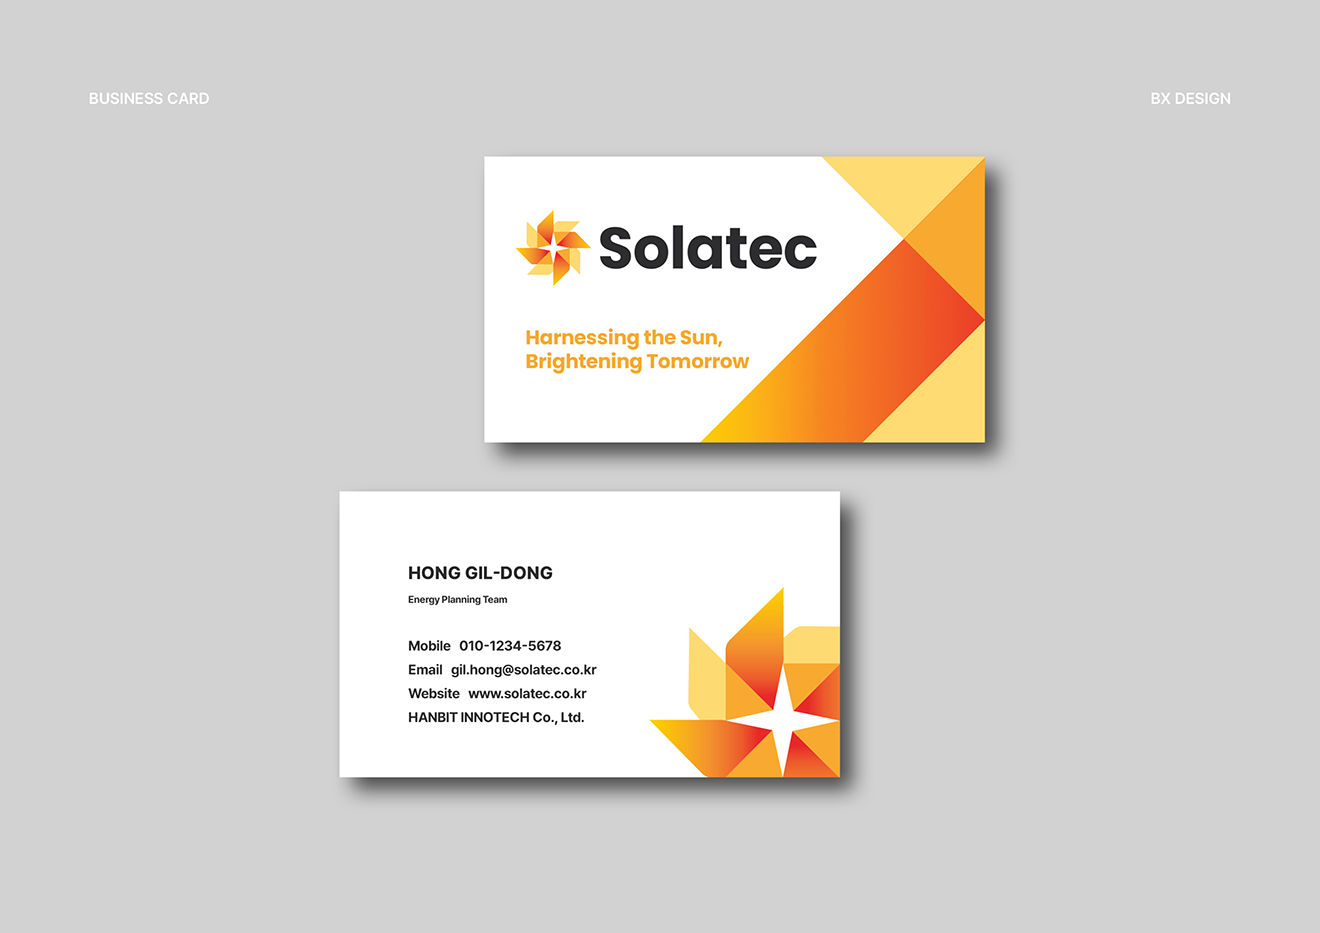 BUSINESS CARD
BX DESIGN
Solatec
Harnessing the Sun,
Brightening Tomorrow
HONG GIL-DONG
Energy Planning Team
Mobile 010-1234-5678
Email gil.hong@solatec.co.kr
Website www.solatec.co.kr
HANBIT INNOTECH Co., Ltd.